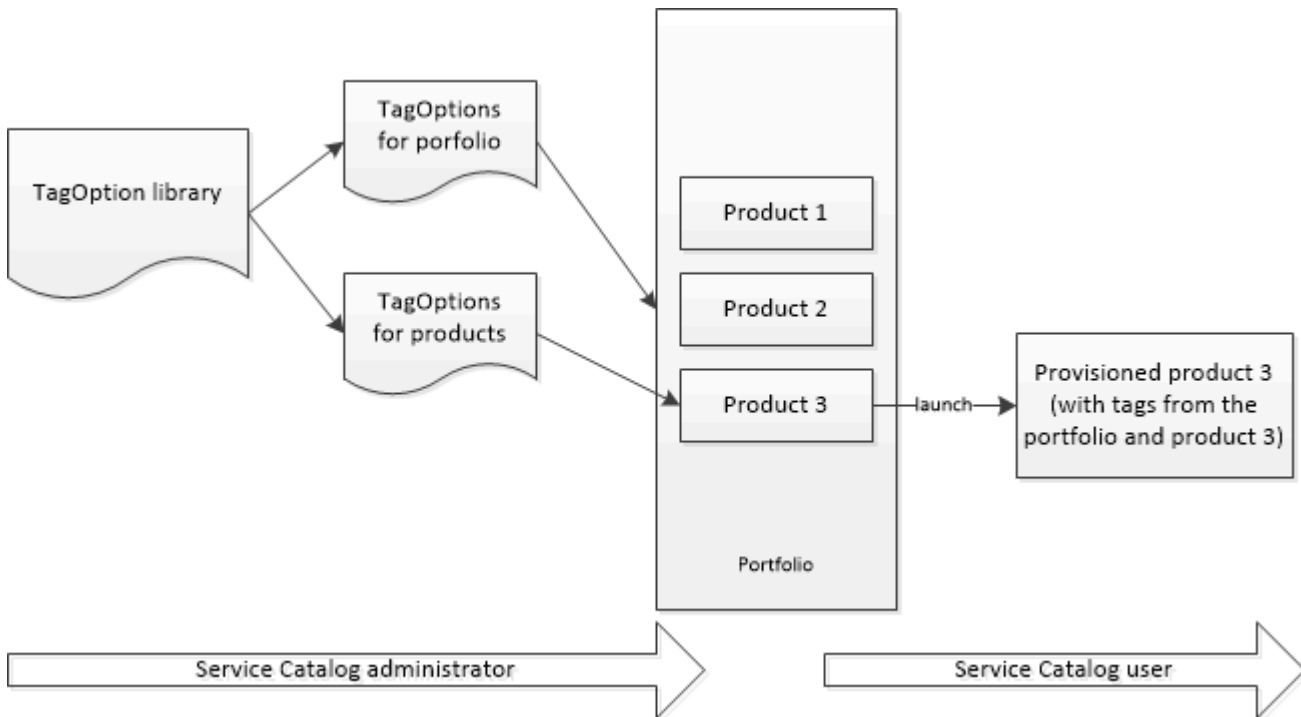 TagOption library
TagOptions
for porfolio
TagOptions
for products
Product 1
Product 2
Product 3
Portfolio
launch
Provisioned product 3
(with tags from the
portfolio and product 3)
Service Catalog administrator
Service Catalog user